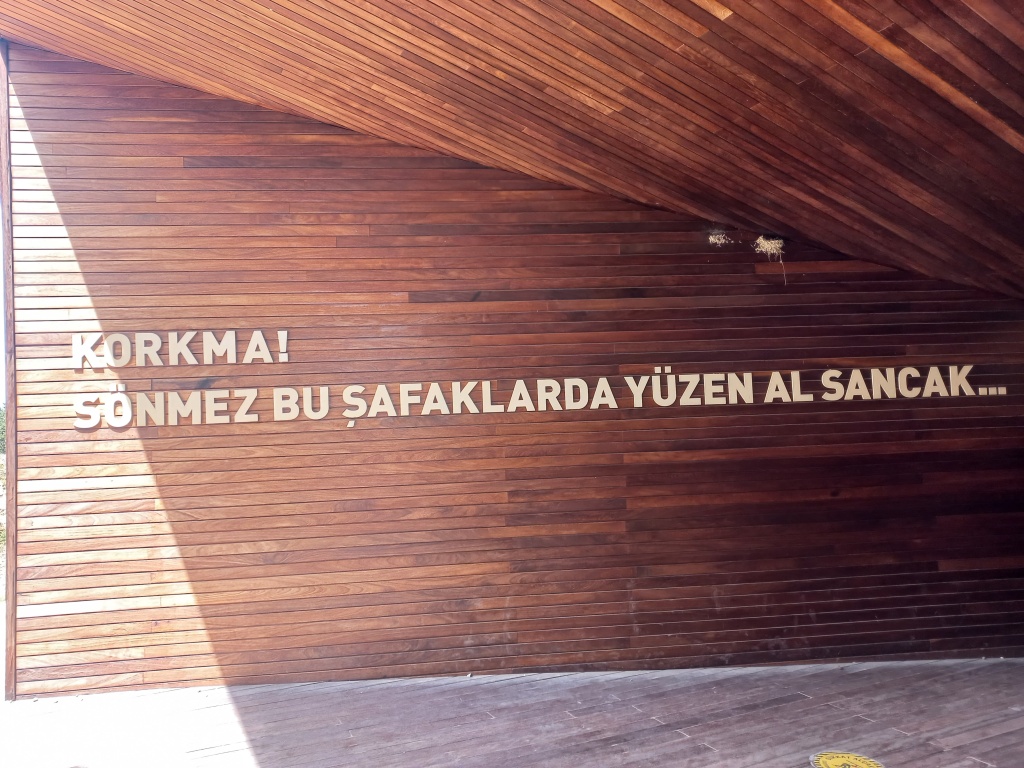 KORKMA!
SÖNMEZ BU ŞAFAKLARDA YÜZEN AL SANCAK...